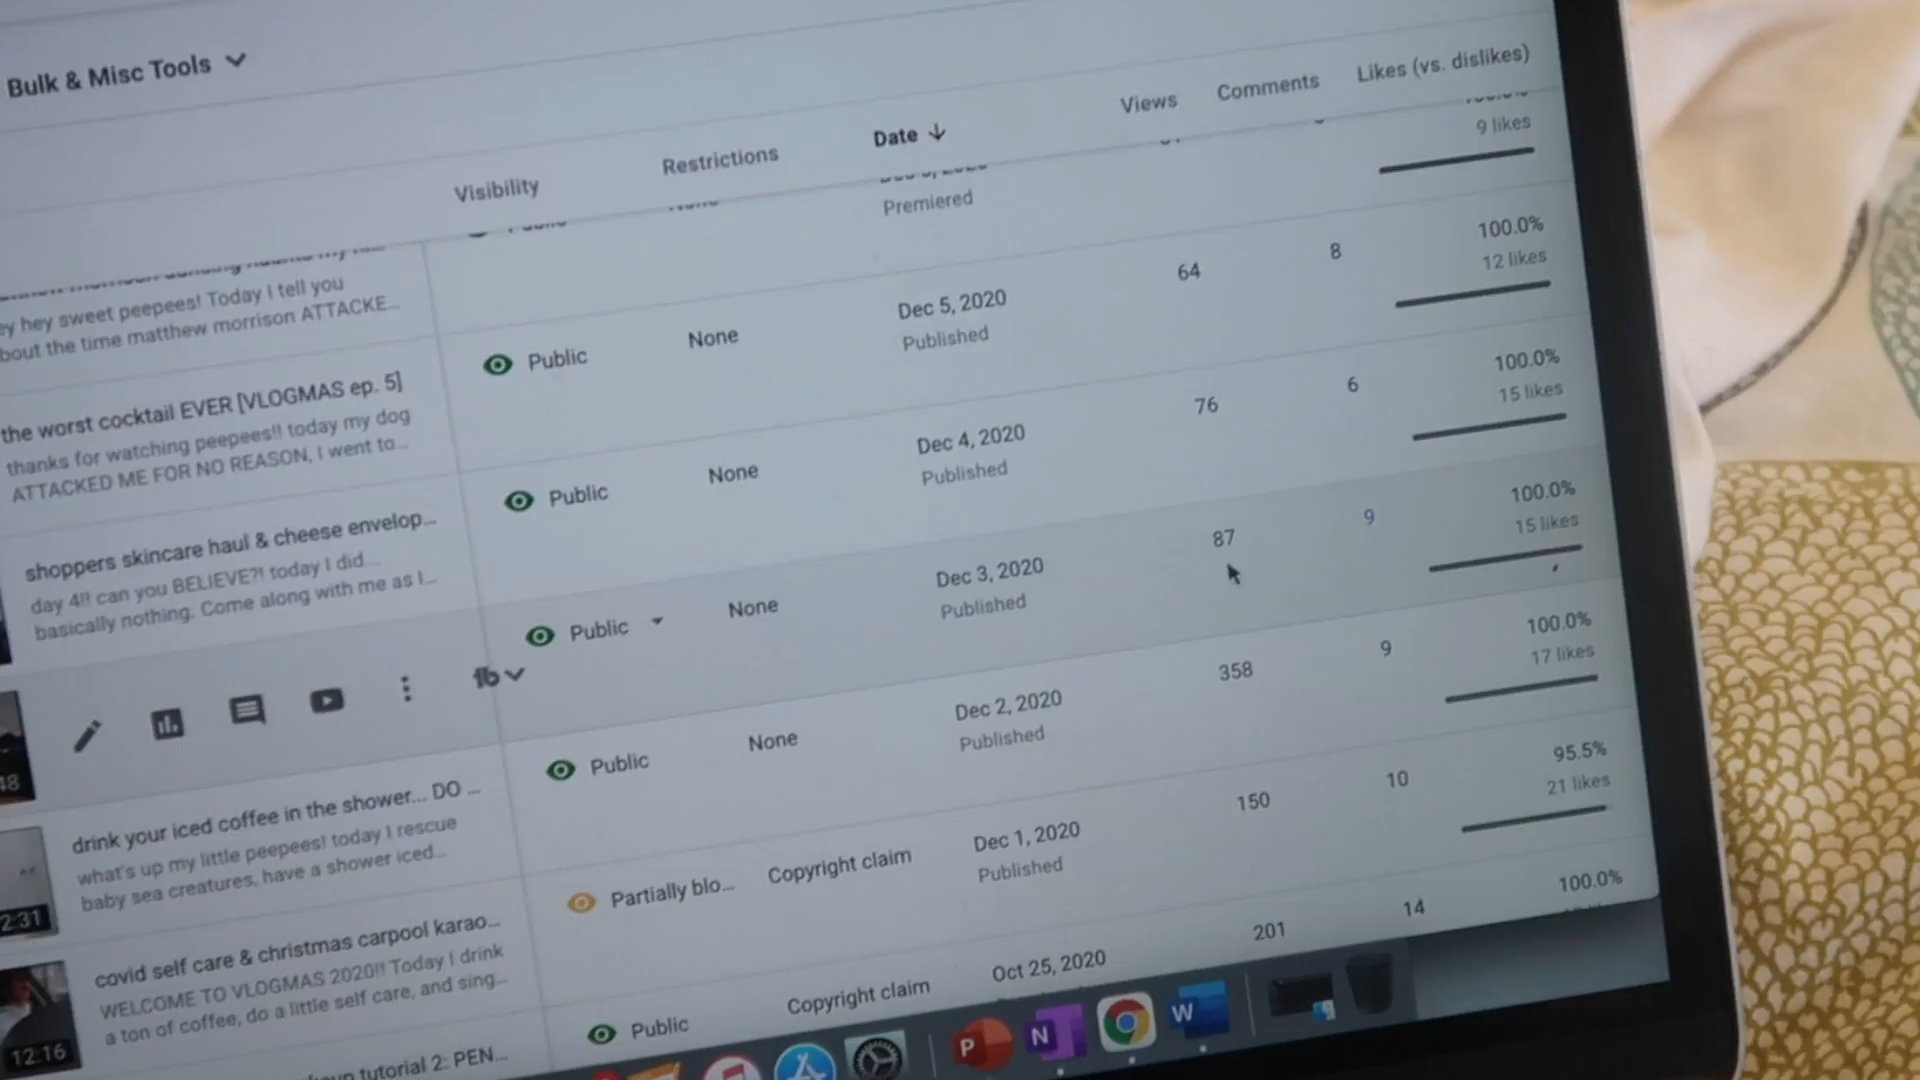 Bulk & Misc Tools
Visibility
Restrictions
Date
Views
Comments
Likes (vs. dislikes)
Premiered
9 likes
hey sweet peepees! Today I tell you
bout the time matthew morrison ATTACKE...
Public
None
Dec 5, 2020
Published
64
8
100.0%
12 likes
the worst cocktail EVER [VLOGMAS ep. 5]
thanks for watching peepees!! today my dog
ATTACKED ME FOR NO REASON, I went to...
Public
None
Dec 4, 2020
Published
76
6
100.0%
15 likes
shoppers skincare haul & cheese envelop...
day 4!! can you BELIEVE?! today I did...
basically nothing. Come along with me as I...
Public
None
Dec 3, 2020
Published
87
9
100.0%
15 likes
48
Public
None
Dec 2, 2020
Published
358
9
100.0%
17 likes
drink your iced coffee in the shower... DO ...
what's up my little peepees! today I rescue
baby sea creatures, have a shower iced...
2:31
Partially blo...
Copyright claim
Dec 1, 2020
Published
150
10
95.5%
21 likes
covid self care & christmas carpool karao...
WELCOME TO VLOGMAS 2020!! Today I drink
a ton of coffee, do a little self care, and sing...
12:16
Public
Copyright claim
Oct 25, 2020
201
14
100.0%
tutorial 2: PEN...
P
N
W